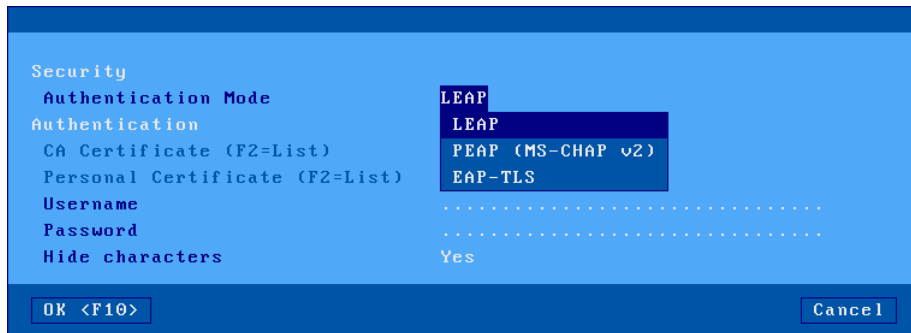 Security
Authentication Mode LEAP
Authentication LEAP
CA Certificate (F2=List) PEAP (MS-CHAP v2)
Personal Certificate (F2=List) EAP-TLS
Username ................................
Password ................................
Hide characters Yes
OK <F10> Cancel